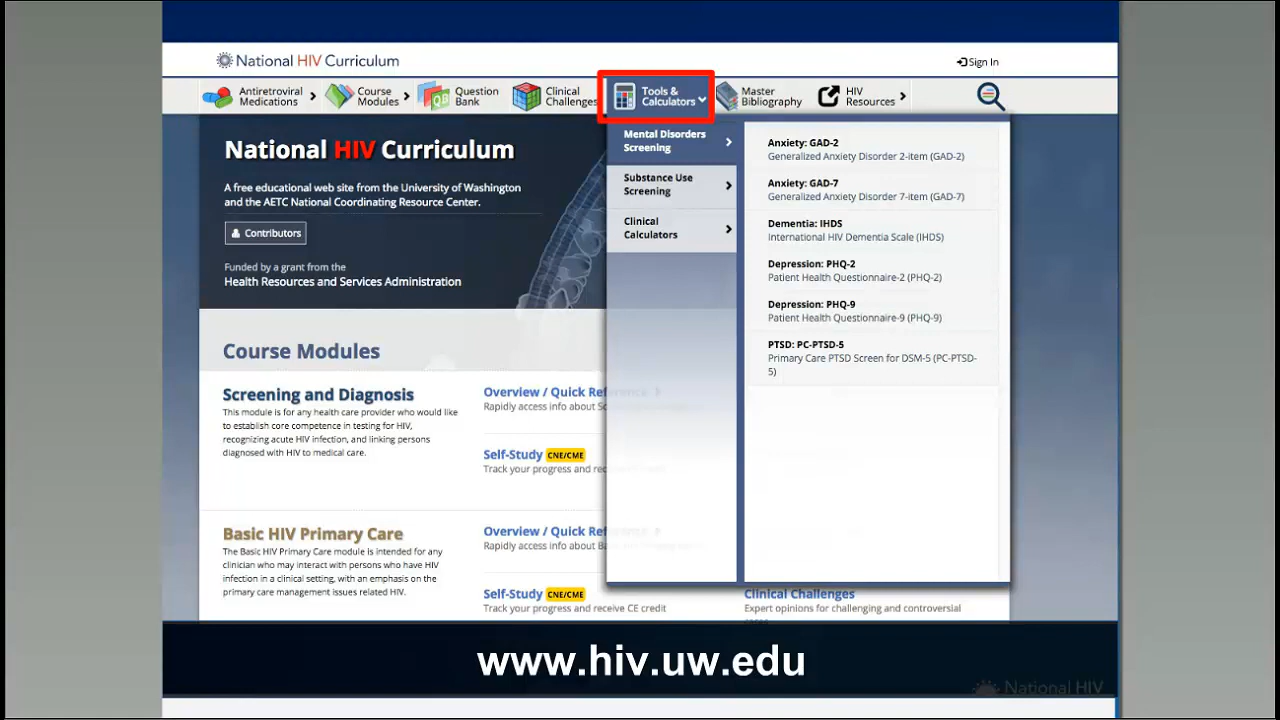 National HIV Curriculum
Sign In
Antiretroviral
Medications
Course
Modules
Question
Bank
QB
Clinical
Challenges
Tools &
Calculators
Master
Bibliography
HIV
Resources
National HIV Curriculum
A free educational web site from the University of Washington
and the AETC National Coordinating Resource Center.
Contributors
Funded by a grant from the
Health Resources and Services Administration
Mental Disorders
Screening
Substance Use
Screening
Clinical
Calculators
Anxiety: GAD-2
Generalized Anxiety Disorder 2-item (GAD-2)
Anxiety: GAD-7
Generalized Anxiety Disorder 7-item (GAD-7)
Dementia: IHDS
International HIV Dementia Scale (IHDS)
Depression: PHQ-2
Patient Health Questionnaire-2 (PHQ-2)
Depression: PHQ-9
Patient Health Questionnaire-9 (PHQ-9)
PTSD: PC-PTSD-5
Primary Care PTSD Screen for DSM-5 (PC-PTSD-
5)
Course Modules
Screening and Diagnosis
This module is for any health care provider who would like
to establish core competence in testing for HIV,
recognizing acute HIV infection, and linking persons
diagnosed with HIV to medical care.
Overview / Quick Reference
Rapidly access info about
Self-Study CNE/CME
Track your progress and
Basic HIV Primary Care
The Basic HIV Primary Care module is intended for any
clinician who may interact with persons who have HIV
infection in a clinical setting, with an emphasis on the
primary care management issues related HIV.
Overview / Quick Reference
Rapidly access info about
Self-Study CNE/CME
Track your progress and receive CE credit
Clinical Challenges
Expert opinions for challenging and controversial
www.hiv.uw.edu
National HIV